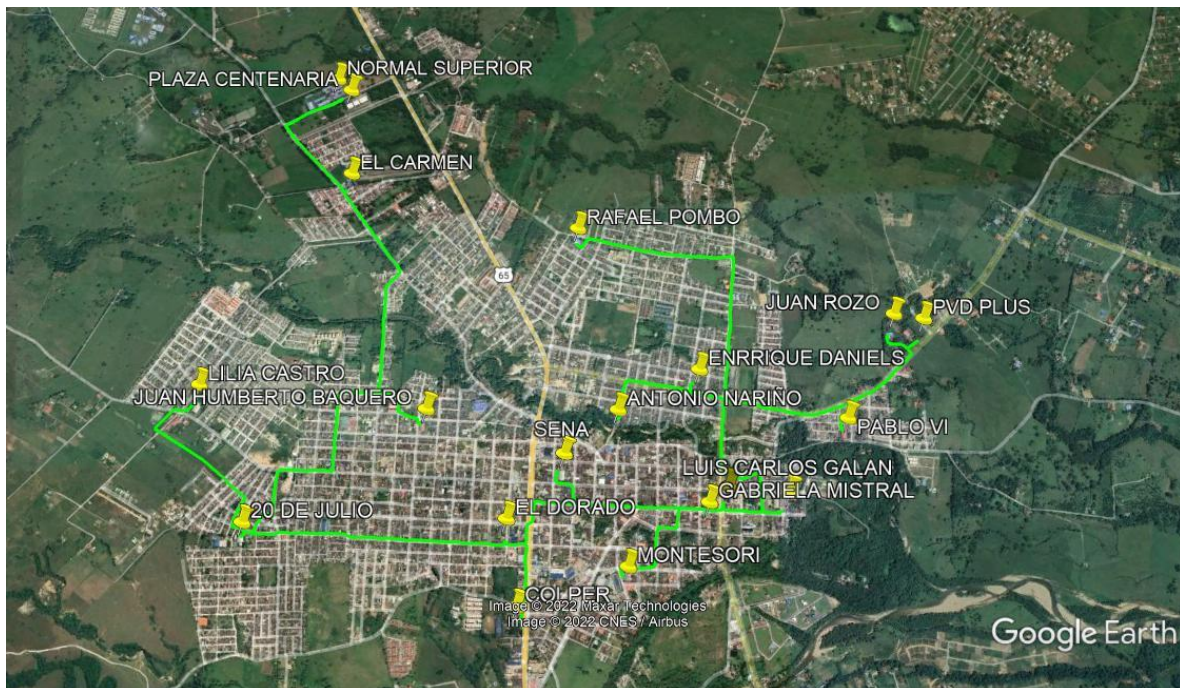 NORMAL SUPERIOR
PLAZA CENTENARIA
EL CARMEN
RAFAEL POMBO
65
JUAN ROZO
PVD PLUS
ENRRIQUE DANIELS
LILIA CASTRO
JUAN HUMBERTO BAQUERO
ANTONIO NARIÑO
PABLO VI
SENA
LUIS CARLOS GALAN
GABRIELA MISTRAL
EL DORADO
20 DE JULIO
MONTESORI
COLPER
Image © 2022 Maxar Technologies
Image © 2022 CNES / Airbus
Google Earth